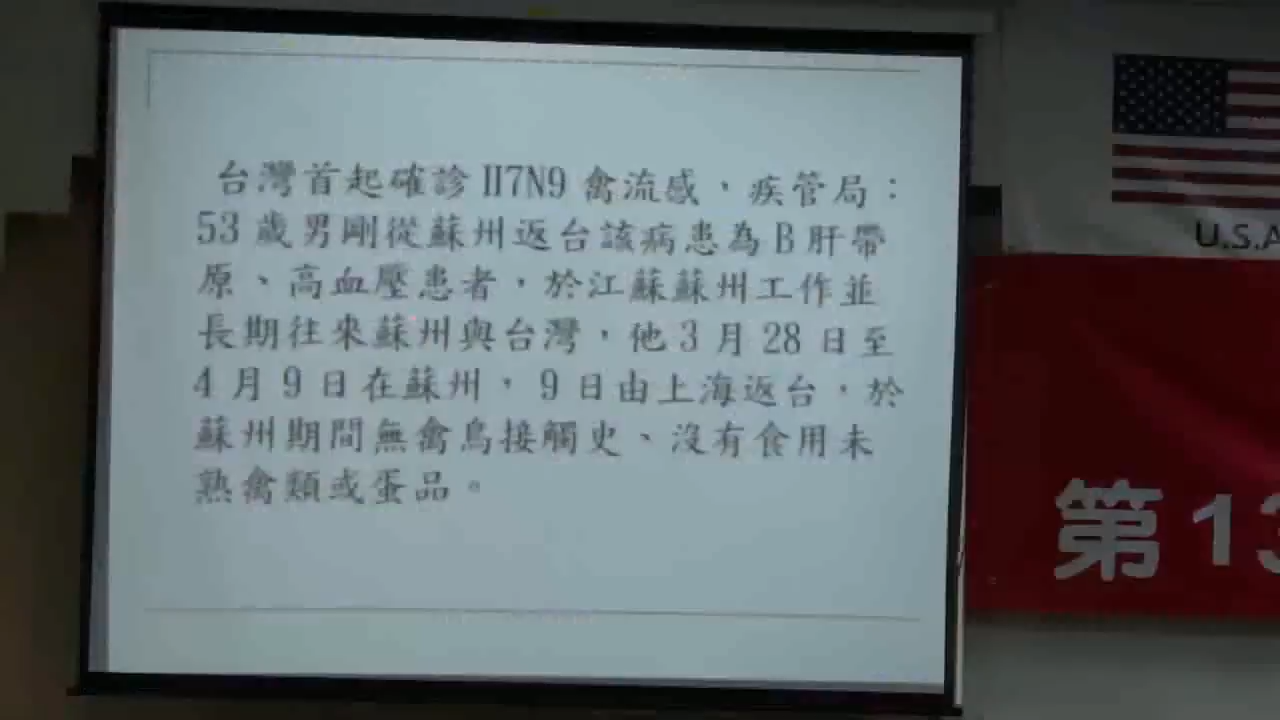 台灣首起確診H7N9禽流感，疾管局：
53歲男剛從蘇州返台該病患為B肝帶
原、高血壓患者，於江蘇蘇州工作並
長期往來蘇州與台灣，他3月28日至
4月9日在蘇州，9日由上海返台，於
蘇州期間無禽鳥接觸史、沒有食用未
熟禽類或蛋品。
U.S.A
第13